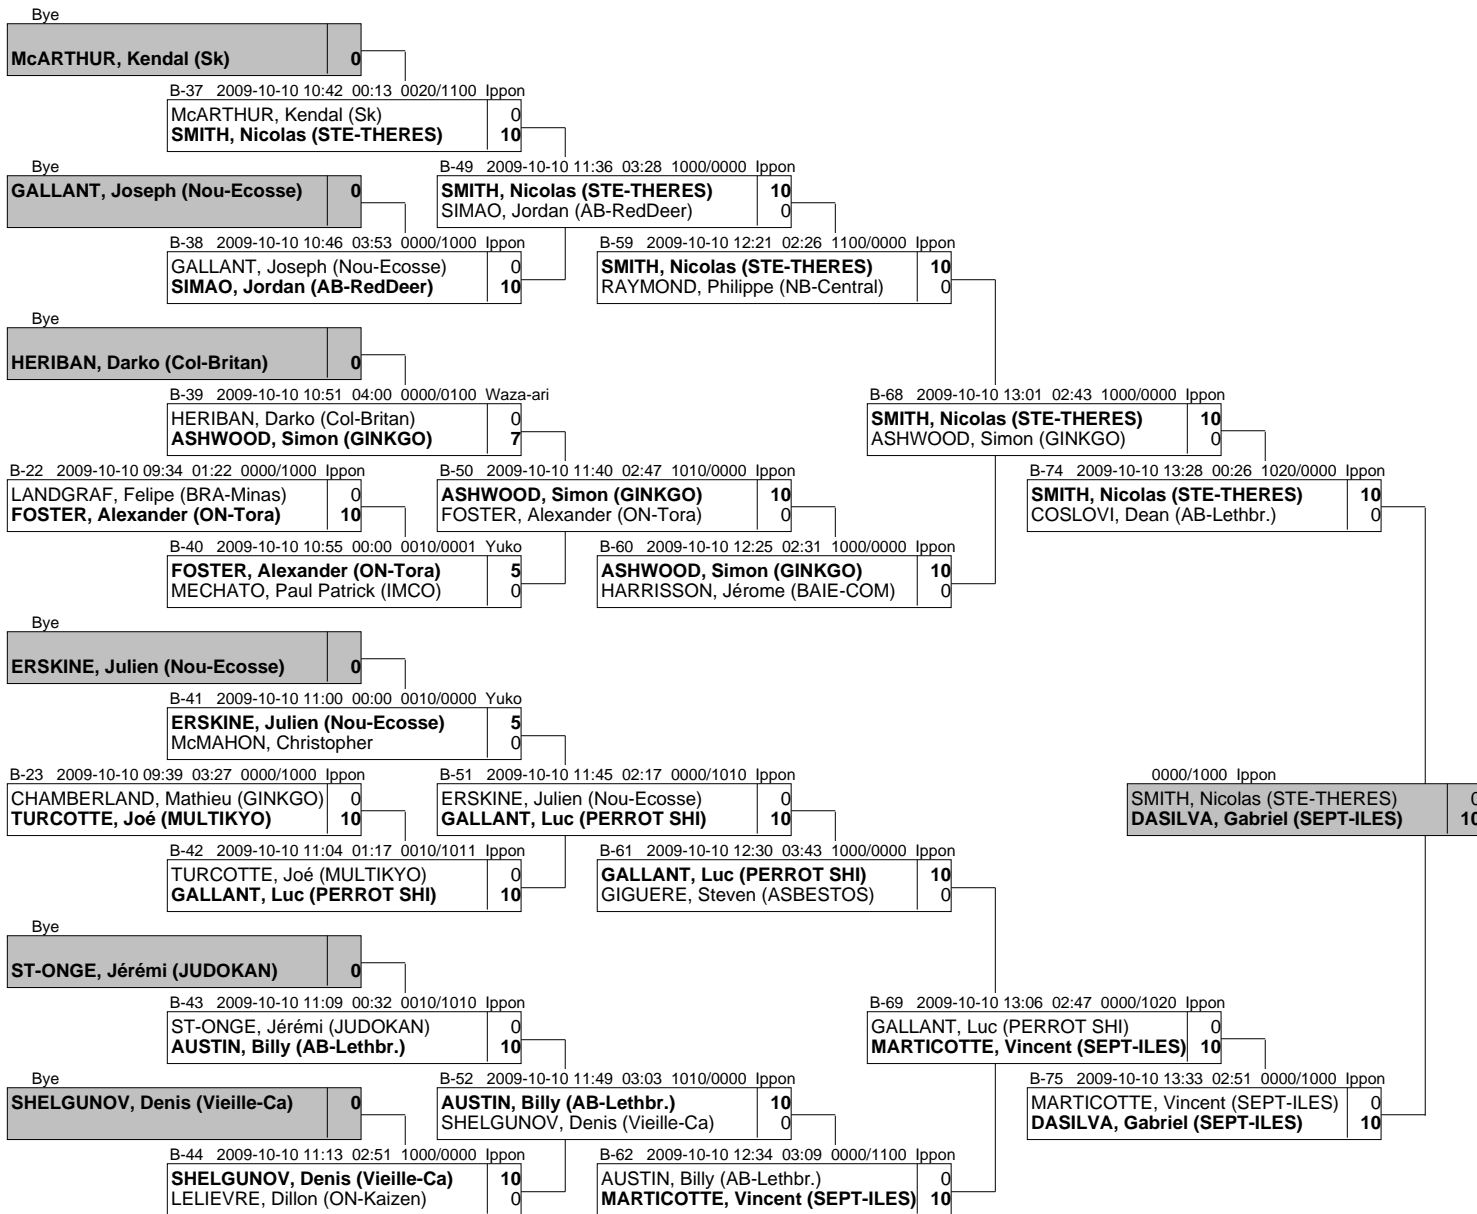 Bye
McARTHUR, Kendal (Sk) 0
B-37 2009-10-10 10:42 00:13 0020/1100 Ippon
McARTHUR, Kendal (Sk) 0
SMITH, Nicolas (STE-THERES) 10
Bye
GALLANT, Joseph (Nou-Ecosse) 0
B-49 2009-10-10 11:36 03:28 1000/0000 Ippon
SMITH, Nicolas (STE-THERES) 10
SIMAO, Jordan (AB-RedDeer) 0
B-38 2009-10-10 10:46 03:53 0000/1000 Ippon
GALLANT, Joseph (Nou-Ecosse) 0
SIMAO, Jordan (AB-RedDeer) 10
B-59 2009-10-10 12:21 02:26 1100/0000 Ippon
SMITH, Nicolas (STE-THERES) 10
RAYMOND, Philippe (NB-Central) 0
Bye
HERIBAN, Darko (Col-Britan) 0
B-39 2009-10-10 10:51 04:00 0000/0100 Waza-ari
HERIBAN, Darko (Col-Britan) 0
ASHWOOD, Simon (GINKGO) 7
B-68 2009-10-10 13:01 02:43 1000/0000 Ippon
SMITH, Nicolas (STE-THERES) 10
ASHWOOD, Simon (GINKGO) 0
B-22 2009-10-10 09:34 01:22 0000/1000 Ippon
LANDGRAF, Felipe (BRA-Minas) 0
FOSTER, Alexander (ON-Tora) 10
B-50 2009-10-10 11:40 02:47 1010/0000 Ippon
ASHWOOD, Simon (GINKGO) 10
FOSTER, Alexander (ON-Tora) 0
B-74 2009-10-10 13:28 00:26 1020/0000 Ippon
SMITH, Nicolas (STE-THERES) 10
COSLOVI, Dean (AB-Lethbr.) 0
B-40 2009-10-10 10:55 00:00 0010/0001 Yuko
FOSTER, Alexander (ON-Tora) 5
MECHATO, Paul Patrick (IMCO) 0
B-60 2009-10-10 12:25 02:31 1000/0000 Ippon
ASHWOOD, Simon (GINKGO) 10
HARRISSON, Jérome (BAIE-COM) 0
Bye
ERSKINE, Julien (Nou-Ecosse) 0
B-41 2009-10-10 11:00 00:00 0010/0000 Yuko
ERSKINE, Julien (Nou-Ecosse) 5
McMAHON, Christopher 0
B-23 2009-10-10 09:39 03:27 0000/1000 Ippon
CHAMBERLAND, Mathieu (GINKGO) 0
TURCOTTE, Joé (MULTIKYO) 10
B-51 2009-10-10 11:45 02:17 0000/1010 Ippon
ERSKINE, Julien (Nou-Ecosse) 0
GALLANT, Luc (PERROT SHI) 10
0000/1000 Ippon
SMITH, Nicolas (STE-THERES) 0
DASILVA, Gabriel (SEPT-ILES) 10
B-42 2009-10-10 11:04 01:17 0010/1011 Ippon
TURCOTTE, Joé (MULTIKYO) 0
GALLANT, Luc (PERROT SHI) 10
B-61 2009-10-10 12:30 03:43 1000/0000 Ippon
GALLANT, Luc (PERROT SHI) 10
GIGUERE, Steven (ASBESTOS) 0
Bye
ST-ONGE, Jérémi (JUDOKAN) 0
B-43 2009-10-10 11:09 00:32 0010/1010 Ippon
ST-ONGE, Jérémi (JUDOKAN) 0
AUSTIN, Billy (AB-Lethbr.) 10
B-69 2009-10-10 13:06 02:47 0000/1020 Ippon
GALLANT, Luc (PERROT SHI) 0
MARTICOTTE, Vincent (SEPT-ILES) 10
Bye
SHELGUNOV, Denis (Vieille-Ca) 0
B-52 2009-10-10 11:49 03:03 1010/0000 Ippon
AUSTIN, Billy (AB-Lethbr.) 10
SHELGUNOV, Denis (Vieille-Ca) 0
B-75 2009-10-10 13:33 02:51 0000/1000 Ippon
MARTICOTTE, Vincent (SEPT-ILES) 0
DASILVA, Gabriel (SEPT-ILES) 10
B-44 2009-10-10 11:13 02:51 1000/0000 Ippon
SHELGUNOV, Denis (Vieille-Ca) 10
LELIEVRE, Dillon (ON-Kaizen) 0
B-62 2009-10-10 12:34 03:09 0000/1100 Ippon
AUSTIN, Billy (AB-Lethbr.) 0
MARTICOTTE, Vincent (SEPT-ILES) 10